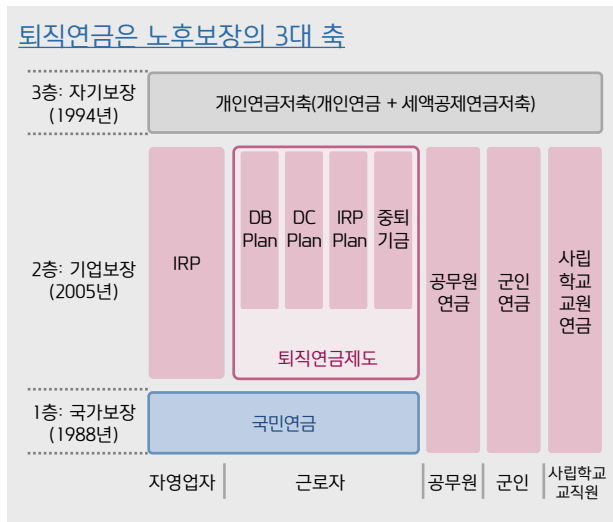 퇴직연금은 노후보장의 3대 축
3층: 자기보장
(1994년)
개인연금저축(개인연금 + 세액공제연금저축)
2층: 기업보장
(2005년)
IRP
DB
Plan
DC
Plan
IRP
Plan
중퇴
기금
퇴직연금제도
공무원
연금
군인
연금
사립
학교
교원
연금
1층: 국가보장
(1988년)
국민연금
자영업자
근로자
공무원
군인
사립학교
교직원